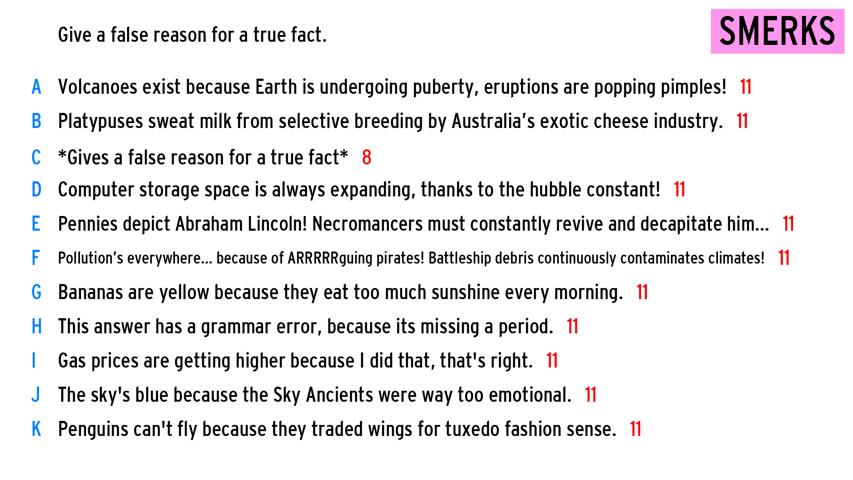 Give a false reason for a true fact.
SMERKS
A Volcanoes exist because Earth is undergoing puberty, eruptions are popping pimples! 11
B Platypuses sweat milk from selective breeding by Australia's exotic cheese industry. 11
C *Gives a false reason for a true fact* 8
D Computer storage space is always expanding, thanks to the hubble constant! 11
E Pennies depict Abraham Lincoln! Necromancers must constantly revive and decapitate him... 11
F Pollution's everywhere... because of ARRRRRguing pirates! Battleship debris continuously contaminates climates! 11
G Bananas are yellow because they eat too much sunshine every morning. 11
H This answer has a grammar error, because its missing a period. 11
I Gas prices are getting higher because I did that, that's right. 11
J The sky's blue because the Sky Ancients were way too emotional. 11
K Penguins can't fly because they traded wings for tuxedo fashion sense. 11